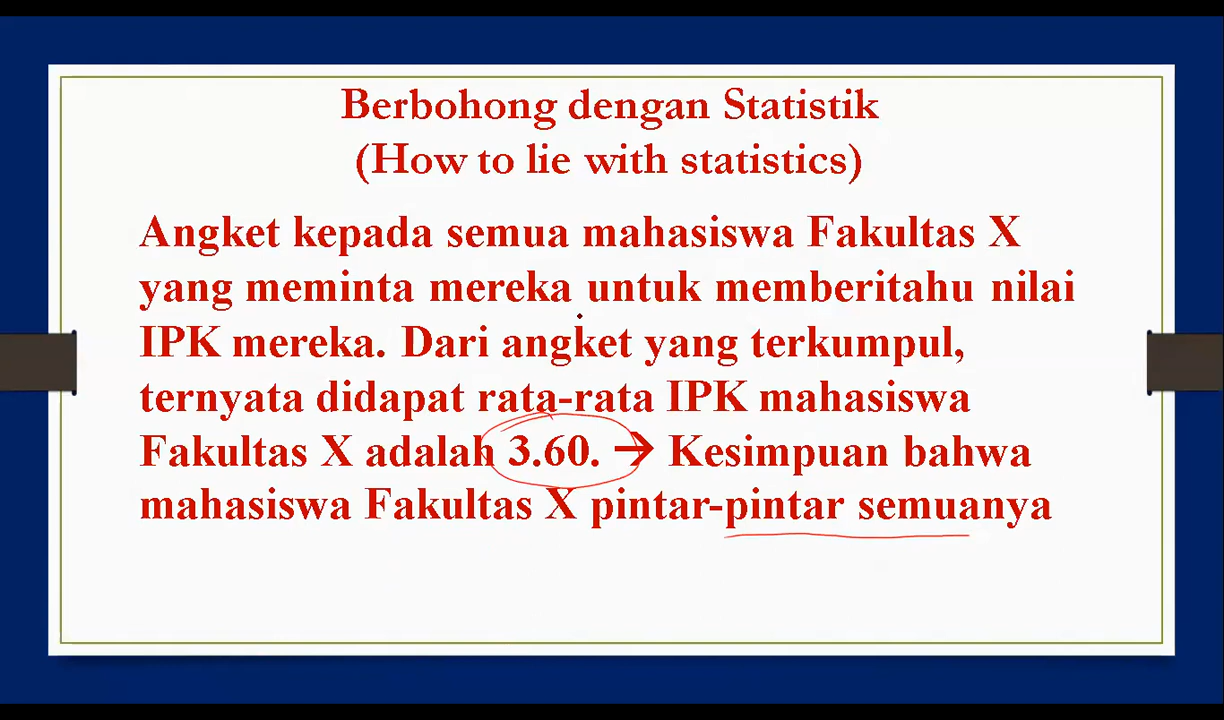 Berbohong dengan Statistik
(How to lie with statistics)
Angket kepada semua mahasiswa Fakultas X
yang meminta mereka untuk memberitahu nilai
IPK mereka. Dari angket yang terkumpul,
ternyata didapat rata-rata IPK mahasiswa
Fakultas X adalah 3.60. → Kesimpuan bahwa
mahasiswa Fakultas X pintar-pintar semuanya